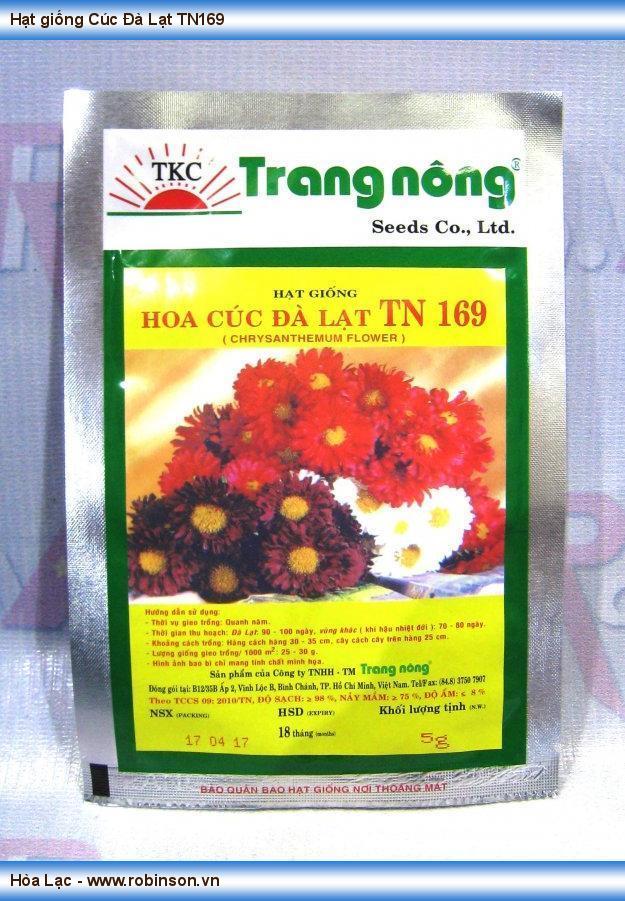 Hạt giống Cúc Đà Lạt TN169
TKC
Trang nông®
Seeds Co., Ltd.
HẠT GIỐNG
HOA CÚC ĐÀ LẠT TN 169
( CHRYSANTHEMUM FLOWER )
Hướng dẫn sử dụng:
- Thời vụ gieo trồng: Quanh năm.
- Thời gian thu hoạch: Đà Lạt: 90 - 100 ngày, vùng khác ( khí hậu nhiệt đới ): 70 - 80 ngày.
- Khoảng cách trồng: Hàng cách hàng 30 - 35 cm, cây cách cây trên hàng 25 cm.
- Lượng giống gieo trồng/ 1000 m²: 25 - 30 g.
- Hình ảnh bao bì chỉ mang tính chất minh họa.
Sản phẩm của Công ty TNHH - TM Trang nông®
Đóng gói tại: B12/35B Ấp 2, Vĩnh Lộc B, Bình Chánh, TP. Hồ Chí Minh, Việt Nam. Tel/Fax: (84.8) 3750 7907
Theo TCCS 09: 2010/TN, ĐỘ SẠCH: ≥ 98 %, NẨY MẦM: ≥ 75 %, ĐỘ ẨM: ≤ 8 %
NSX (PACKING) HSD (EXPIRY) Khối lượng tịnh (N.W.)
17 04 17 18 tháng (months) 5g
BẢO QUẢN BAO HẠT GIỐNG NƠI THOÁNG MÁT
Hòa Lạc - www.robinson.vn